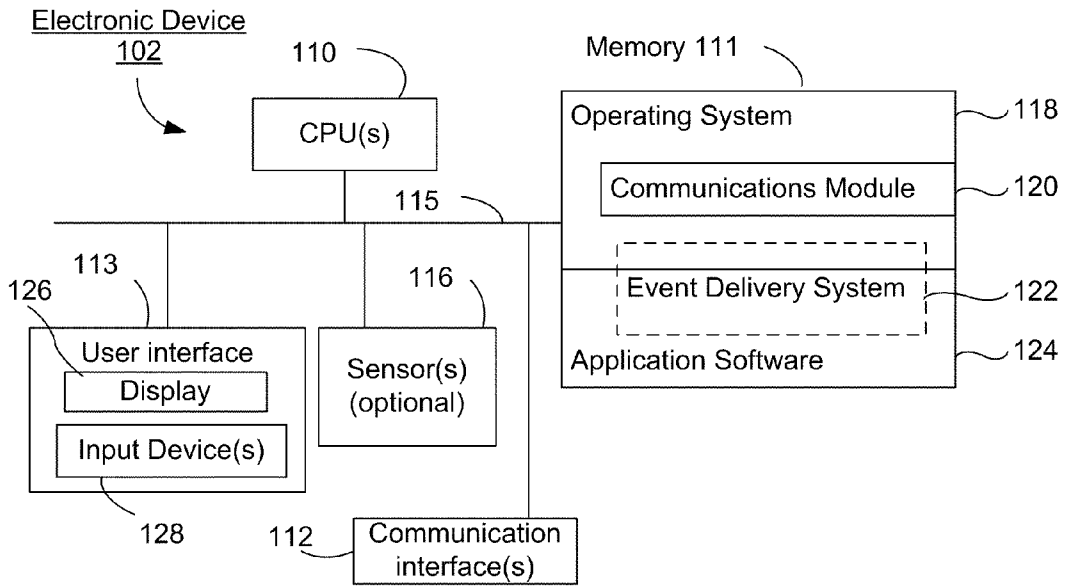 Electronic Device
102
110
CPU(s)
Memory 111
Operating System
118
Communications Module
120
115
Event Delivery System
122
Application Software
124
113
126
User interface
Display
Input Device(s)
128
116
Sensor(s)
(optional)
112
Communication
interface(s)